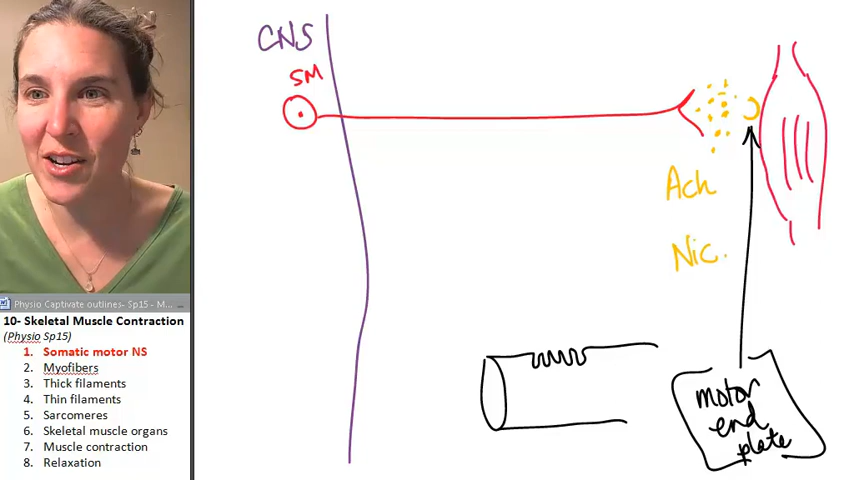 CNS
SM
Ach
Nic.
motor
end
plate
Physio Captivate outlines- Sp15 - M...
10- Skeletal Muscle Contraction
(Physio Sp15)
1. Somatic motor NS
2. Myofibers
3. Thick filaments
4. Thin filaments
5. Sarcomeres
6. Skeletal muscle organs
7. Muscle contraction
8. Relaxation